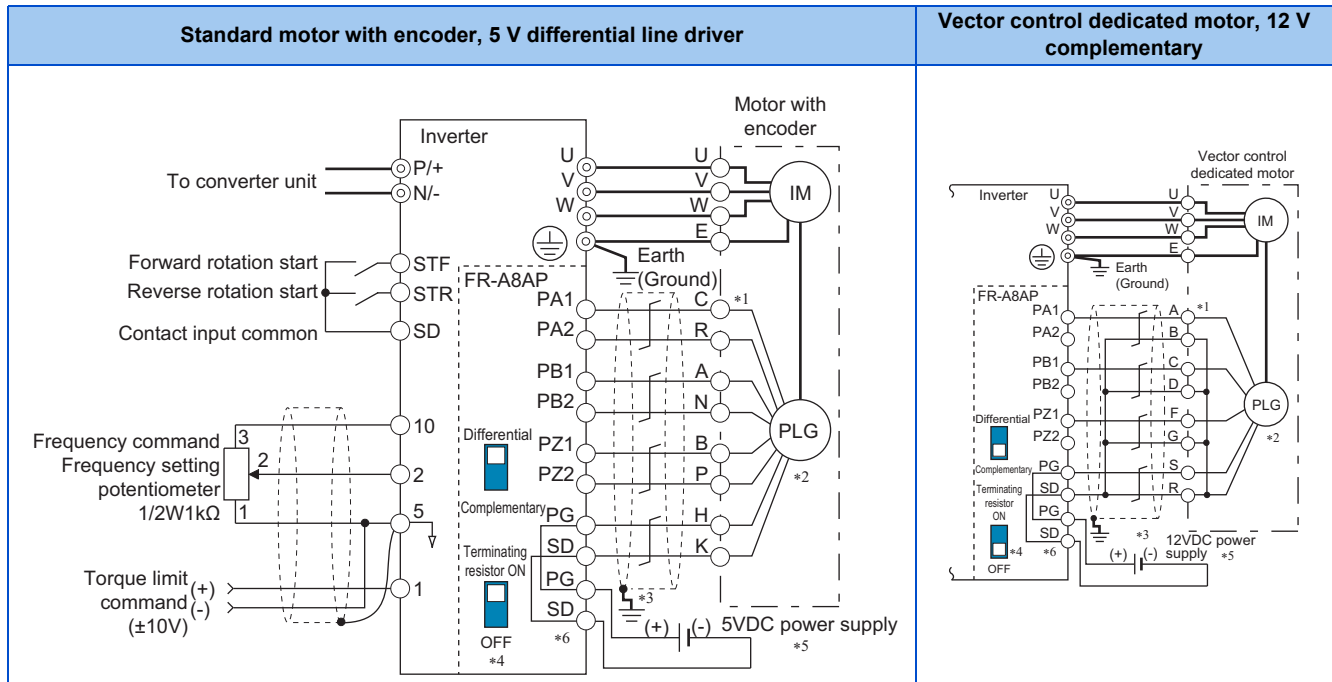 Standard motor with encoder, 5 V differential line driver
Vector control dedicated motor, 12 V
complementary
Motor with
encoder
Inverter
P/+
N/-
To converter unit
U
V
W
U
V
W
E
IM
Earth
(Ground)
Forward rotation start
Reverse rotation start
Contact input common
STF
STR
SD
FR-A8AP
PA1
PA2
PB1
PB2
PZ1
PZ2
PG
SD
PG
SD
C
*1
R
A
N
B
P
H
K
PLG
*2
Differential
Complementary
Terminating
resistor ON
OFF
*4
*6
*3
(+)
(-)
5VDC power supply
*5
Frequency command
Frequency setting
potentiometer
1/2W1kΩ
3
2
1
10
2
5
1
Torque limit
command
(±10V)
(+)
(-)
Vector control
dedicated motor
Inverter
U
V
W
U
V
W
E
IM
Earth
(Ground)
FR-A8AP
PA1
PA2
PB1
PB2
PZ1
PZ2
PG
SD
PG
SD
A
*1
B
C
D
F
G
S
R
PLG
*2
Differential
Complementary
Terminating
resistor
ON
OFF
*4
*6
*3
(+)
(-)
12VDC power
supply
*5